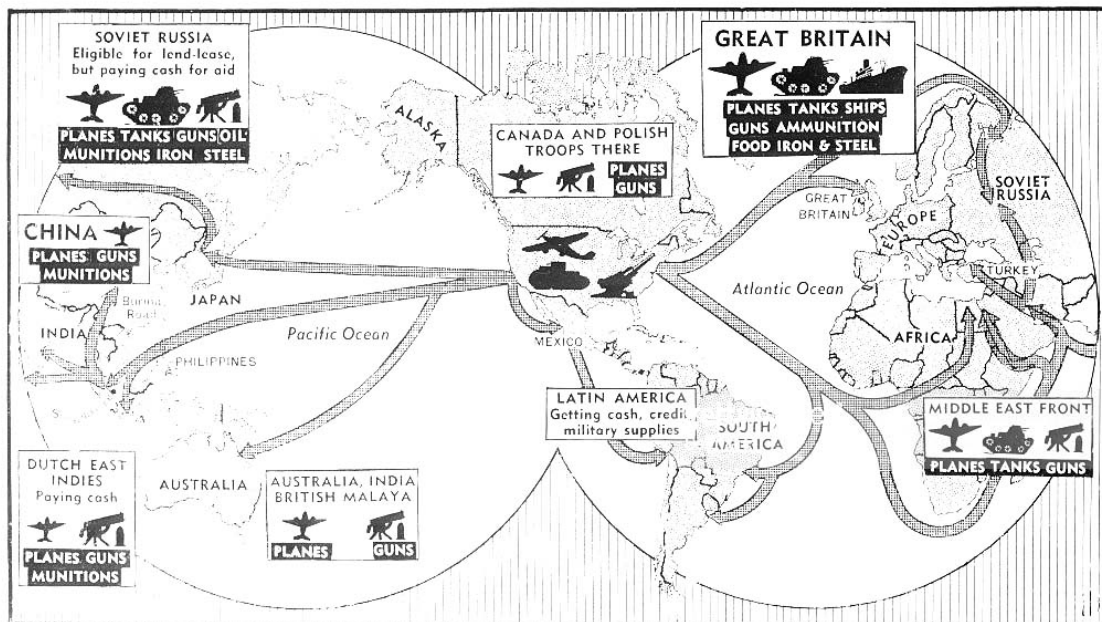 SOVIET RUSSIA
Eligible for lend-lease,
but paying cash for aid
PLANES TANKS GUNS OIL
MUNITIONS IRON STEEL
GREAT BRITAIN
PLANES TANKS SHIPS
GUNS AMMUNITION
FOOD IRON & STEEL
ALASKA
CANADA AND POLISH
TROOPS THERE
PLANES
GUNS
GREAT
BRITAIN
EUROPE
SOVIET
RUSSIA
TURKEY
CHINA
PLANES GUNS
MUNITIONS
Burma
Road
JAPAN
INDIA
PHILIPPINES
Pacific Ocean
MEXICO
Atlantic Ocean
AFRICA
LATIN AMERICA
Getting cash, credit
military supplies
SOUTH
AMERICA
MIDDLE EAST FRONT
PLANES TANKS GUNS
DUTCH EAST
INDIES
Paying cash
PLANES GUNS
MUNITIONS
AUSTRALIA
AUSTRALIA, INDIA
BRITISH MALAYA
PLANES
GUNS